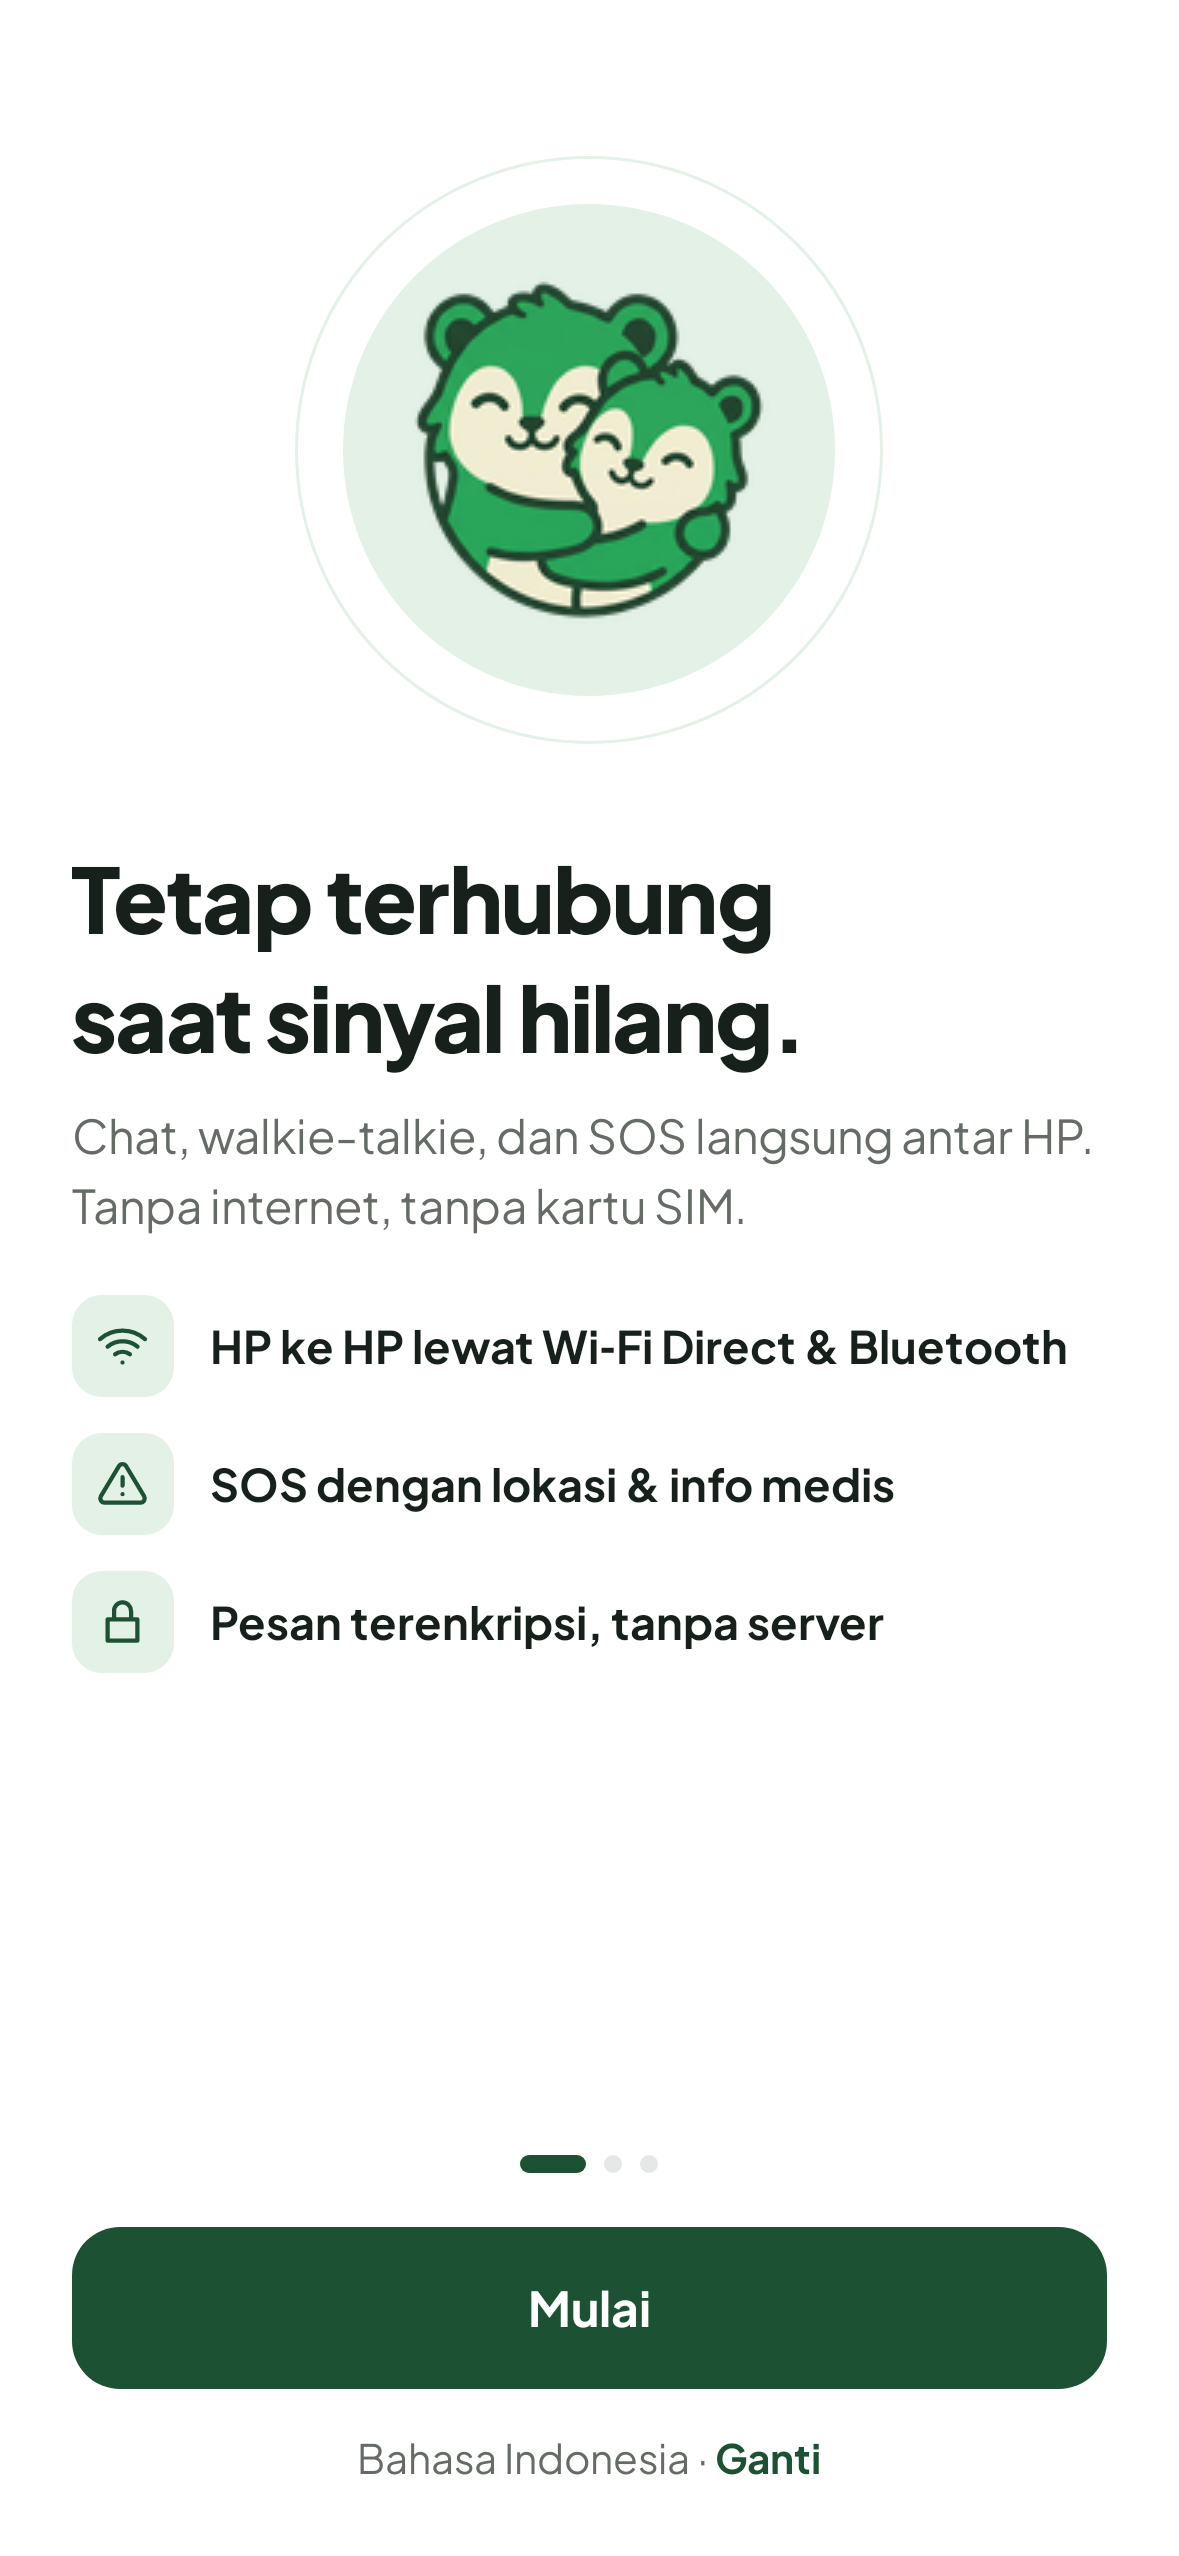 Tetap terhubung
saat sinyal hilang.
Chat, walkie-talkie, dan SOS langsung antar HP.
Tanpa internet, tanpa kartu SIM.
HP ke HP lewat Wi-Fi Direct & Bluetooth
SOS dengan lokasi & info medis
Pesan terenkripsi, tanpa server
Mulai
Bahasa Indonesia · Ganti